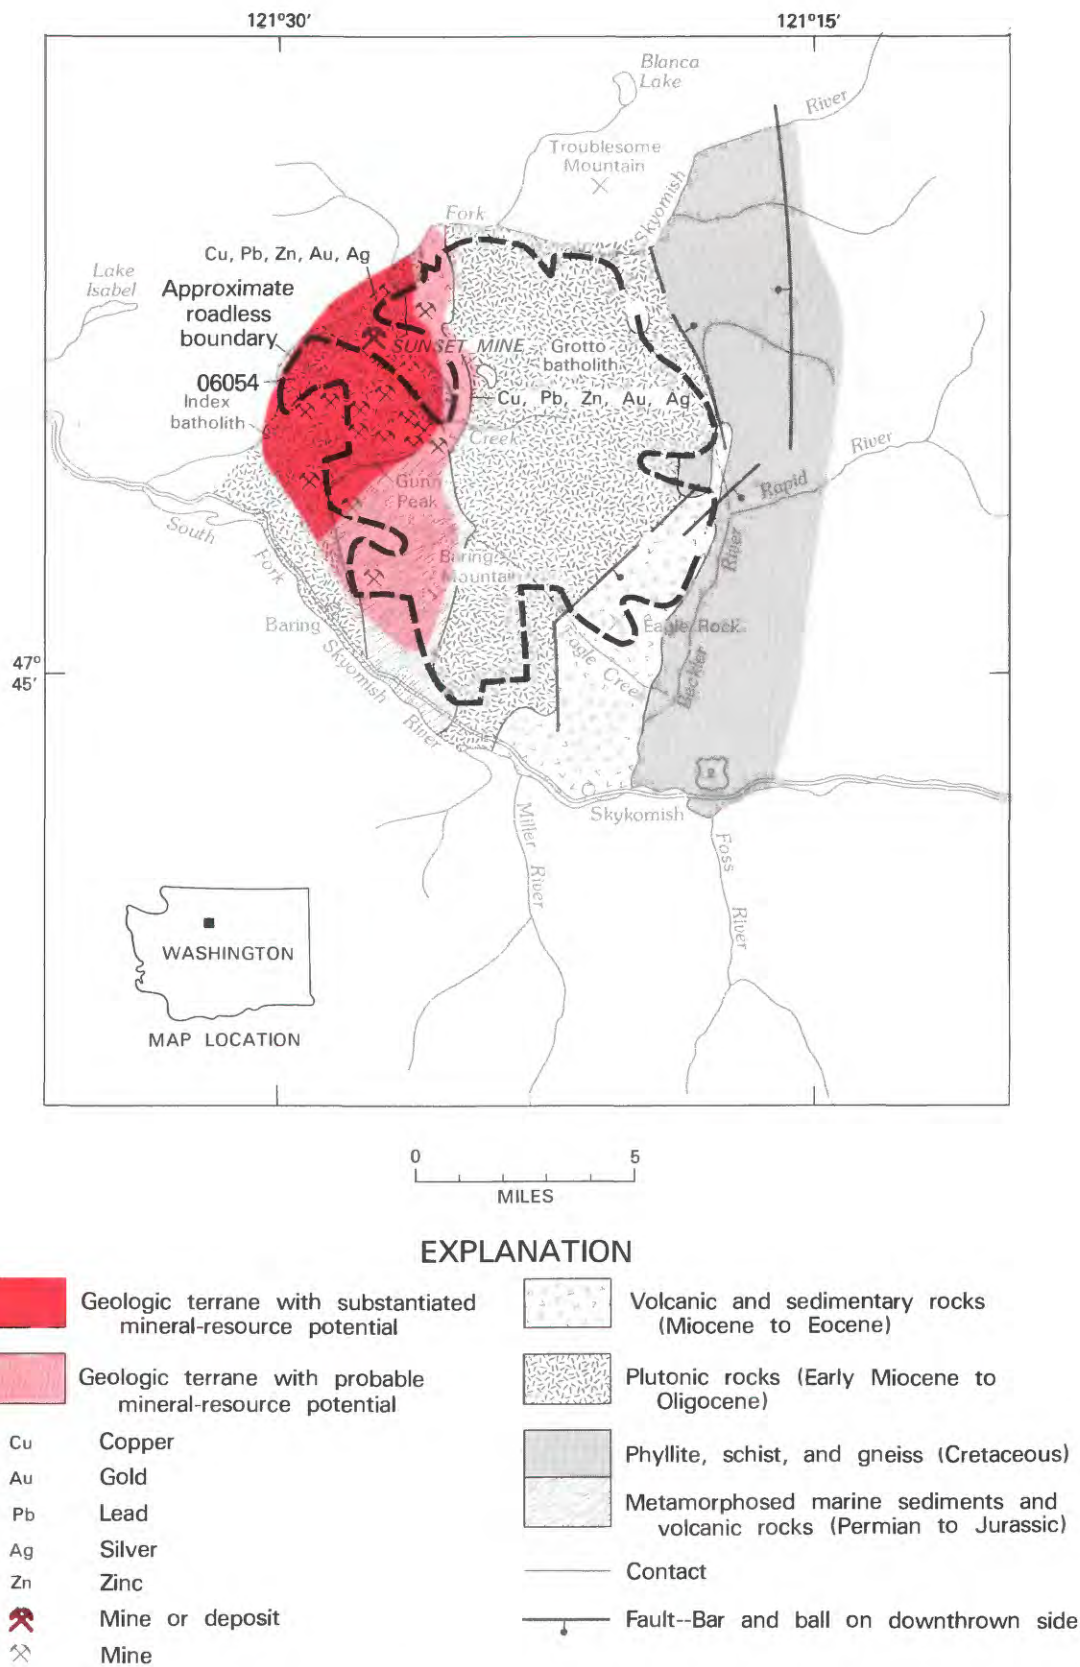 121°30′
121°15′
Blanca
Lake
River
Troublesome
Mountain
Skyomish
Fork
Cu, Pb, Zn, Au, Ag
Lake
Isabel
Approximate
roadless
boundary
SUNSET MINE
Grotto
batholith
06054
Cu, Pb, Zn, Au, Ag
Index
batholith
Creek
River
Gunn
Peak
Rapid
South
Fork
River
Baring
Mountain
Baring
Eagle Rock
Eagle Creek
Beckler
47°
45′
Skyomish
River
2
Skykomish
Miller
River
Foss
River
WASHINGTON
MAP LOCATION
0 5
MILES
EXPLANATION
Geologic terrane with substantiated
mineral-resource potential
Geologic terrane with probable
mineral-resource potential
Cu Copper
Au Gold
Pb Lead
Ag Silver
Zn Zinc
Mine or deposit
Mine
Volcanic and sedimentary rocks
(Miocene to Eocene)
Plutonic rocks (Early Miocene to
Oligocene)
Phyllite, schist, and gneiss (Cretaceous)
Metamorphosed marine sediments and
volcanic rocks (Permian to Jurassic)
Contact
Fault--Bar and ball on downthrown side